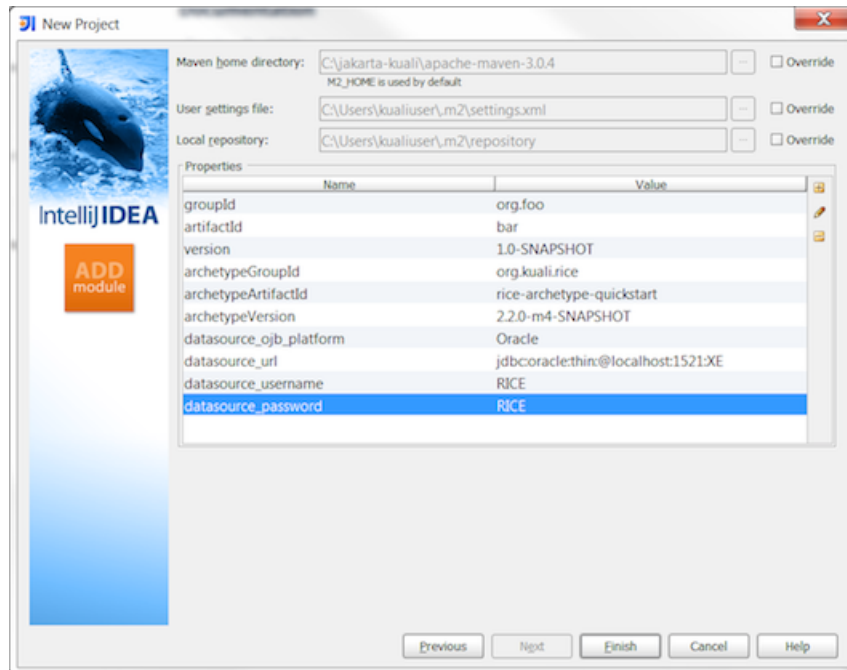 Documentation
New Project
Maven home directory: C:\jakarta-kuali\apache-maven-3.0.4 ... Override
M2_HOME is used by default
User settings file: C:\Users\kualiuser\.m2\settings.xml ... Override
Local repository: C:\Users\kualiuser\.m2\repository ... Override
Properties
Name Value
groupId org.foo
artifactId bar
version 1.0-SNAPSHOT
archetypeGroupId org.kuali.rice
archetypeArtifactId rice-archetype-quickstart
archetypeVersion 2.2.0-m4-SNAPSHOT
datasource_ojb_platform Oracle
datasource_url jdbc:oracle:thin:@localhost:1521:XE
datasource_username RICE
datasource_password RICE
IntelliJIDEA
ADD
module
Previous Next Finish Cancel Help